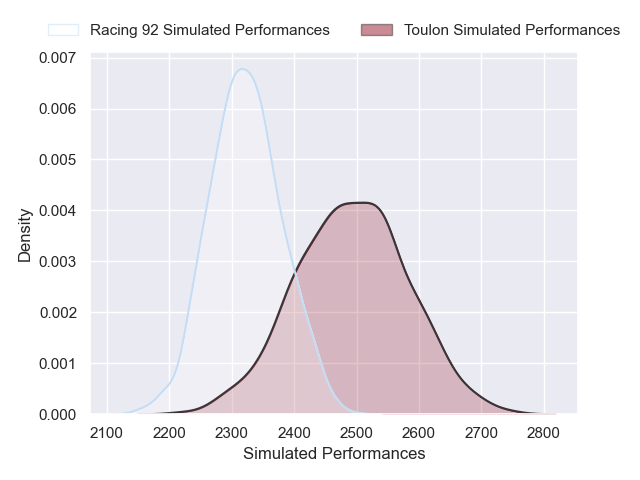 Racing 92 Simulated Performances
Toulon Simulated Performances
0.007
0.006
0.005
0.004
0.003
0.002
0.001
0.000
Density
2100 2200 2300 2400 2500 2600 2700 2800
Simulated Performances